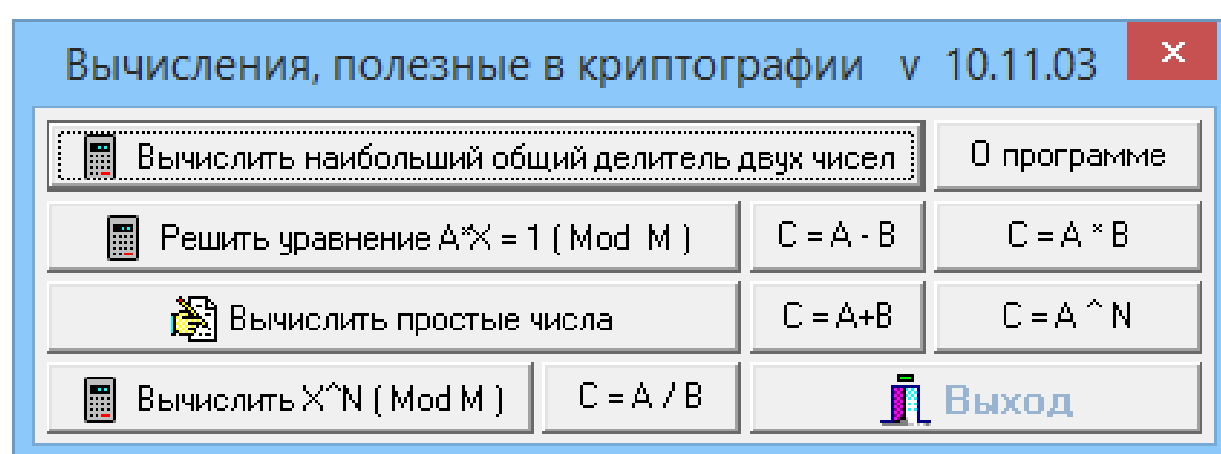 Вычисления, полезные в криптографии v 10.11.03
Вычислить наибольший общий делитель двух чисел
О программе
Решить уравнение A*X = 1 ( Mod M )
C = A - B
C = A * B
Вычислить простые числа
C = A+B
C = A ^ N
Вычислить X^N ( Mod M )
C = A / B
Выход